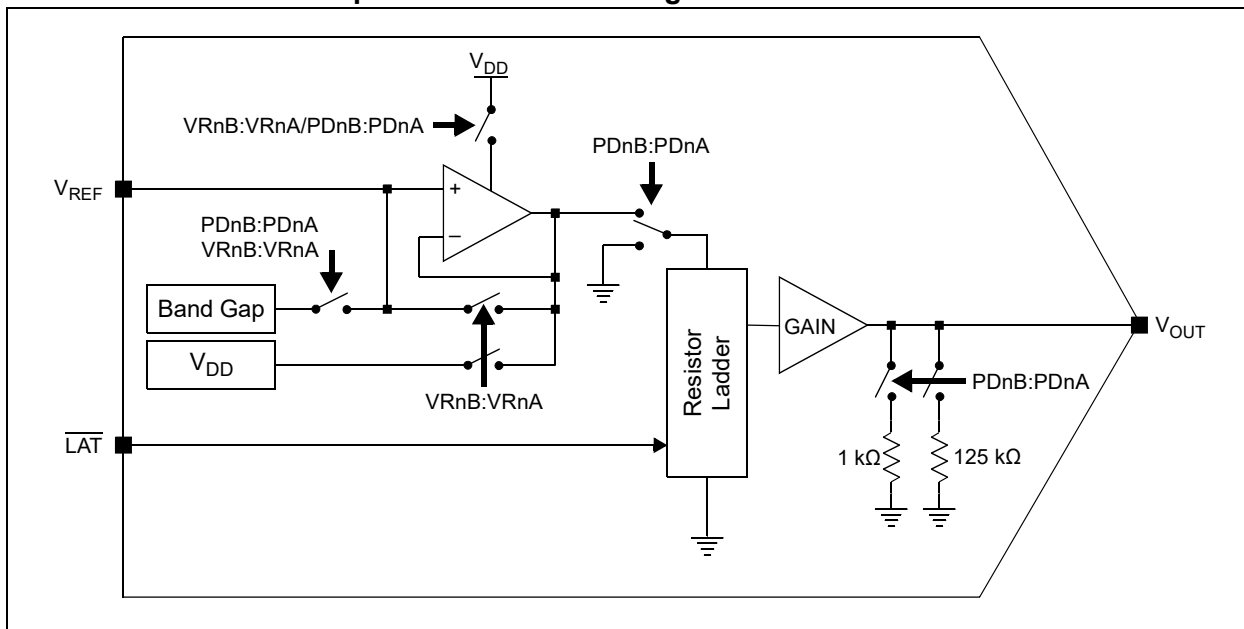 V_DD
VRnB:VRnA/PDnB:PDnA
PDnB:PDnA
V_REF
+
–
PDnB:PDnA
VRnB:VRnA
Band Gap
V_DD
VRnB:VRnA
Resistor
Ladder
GAIN
V_OUT
PDnB:PDnA
L̅A̅T̅
1 kΩ
125 kΩ